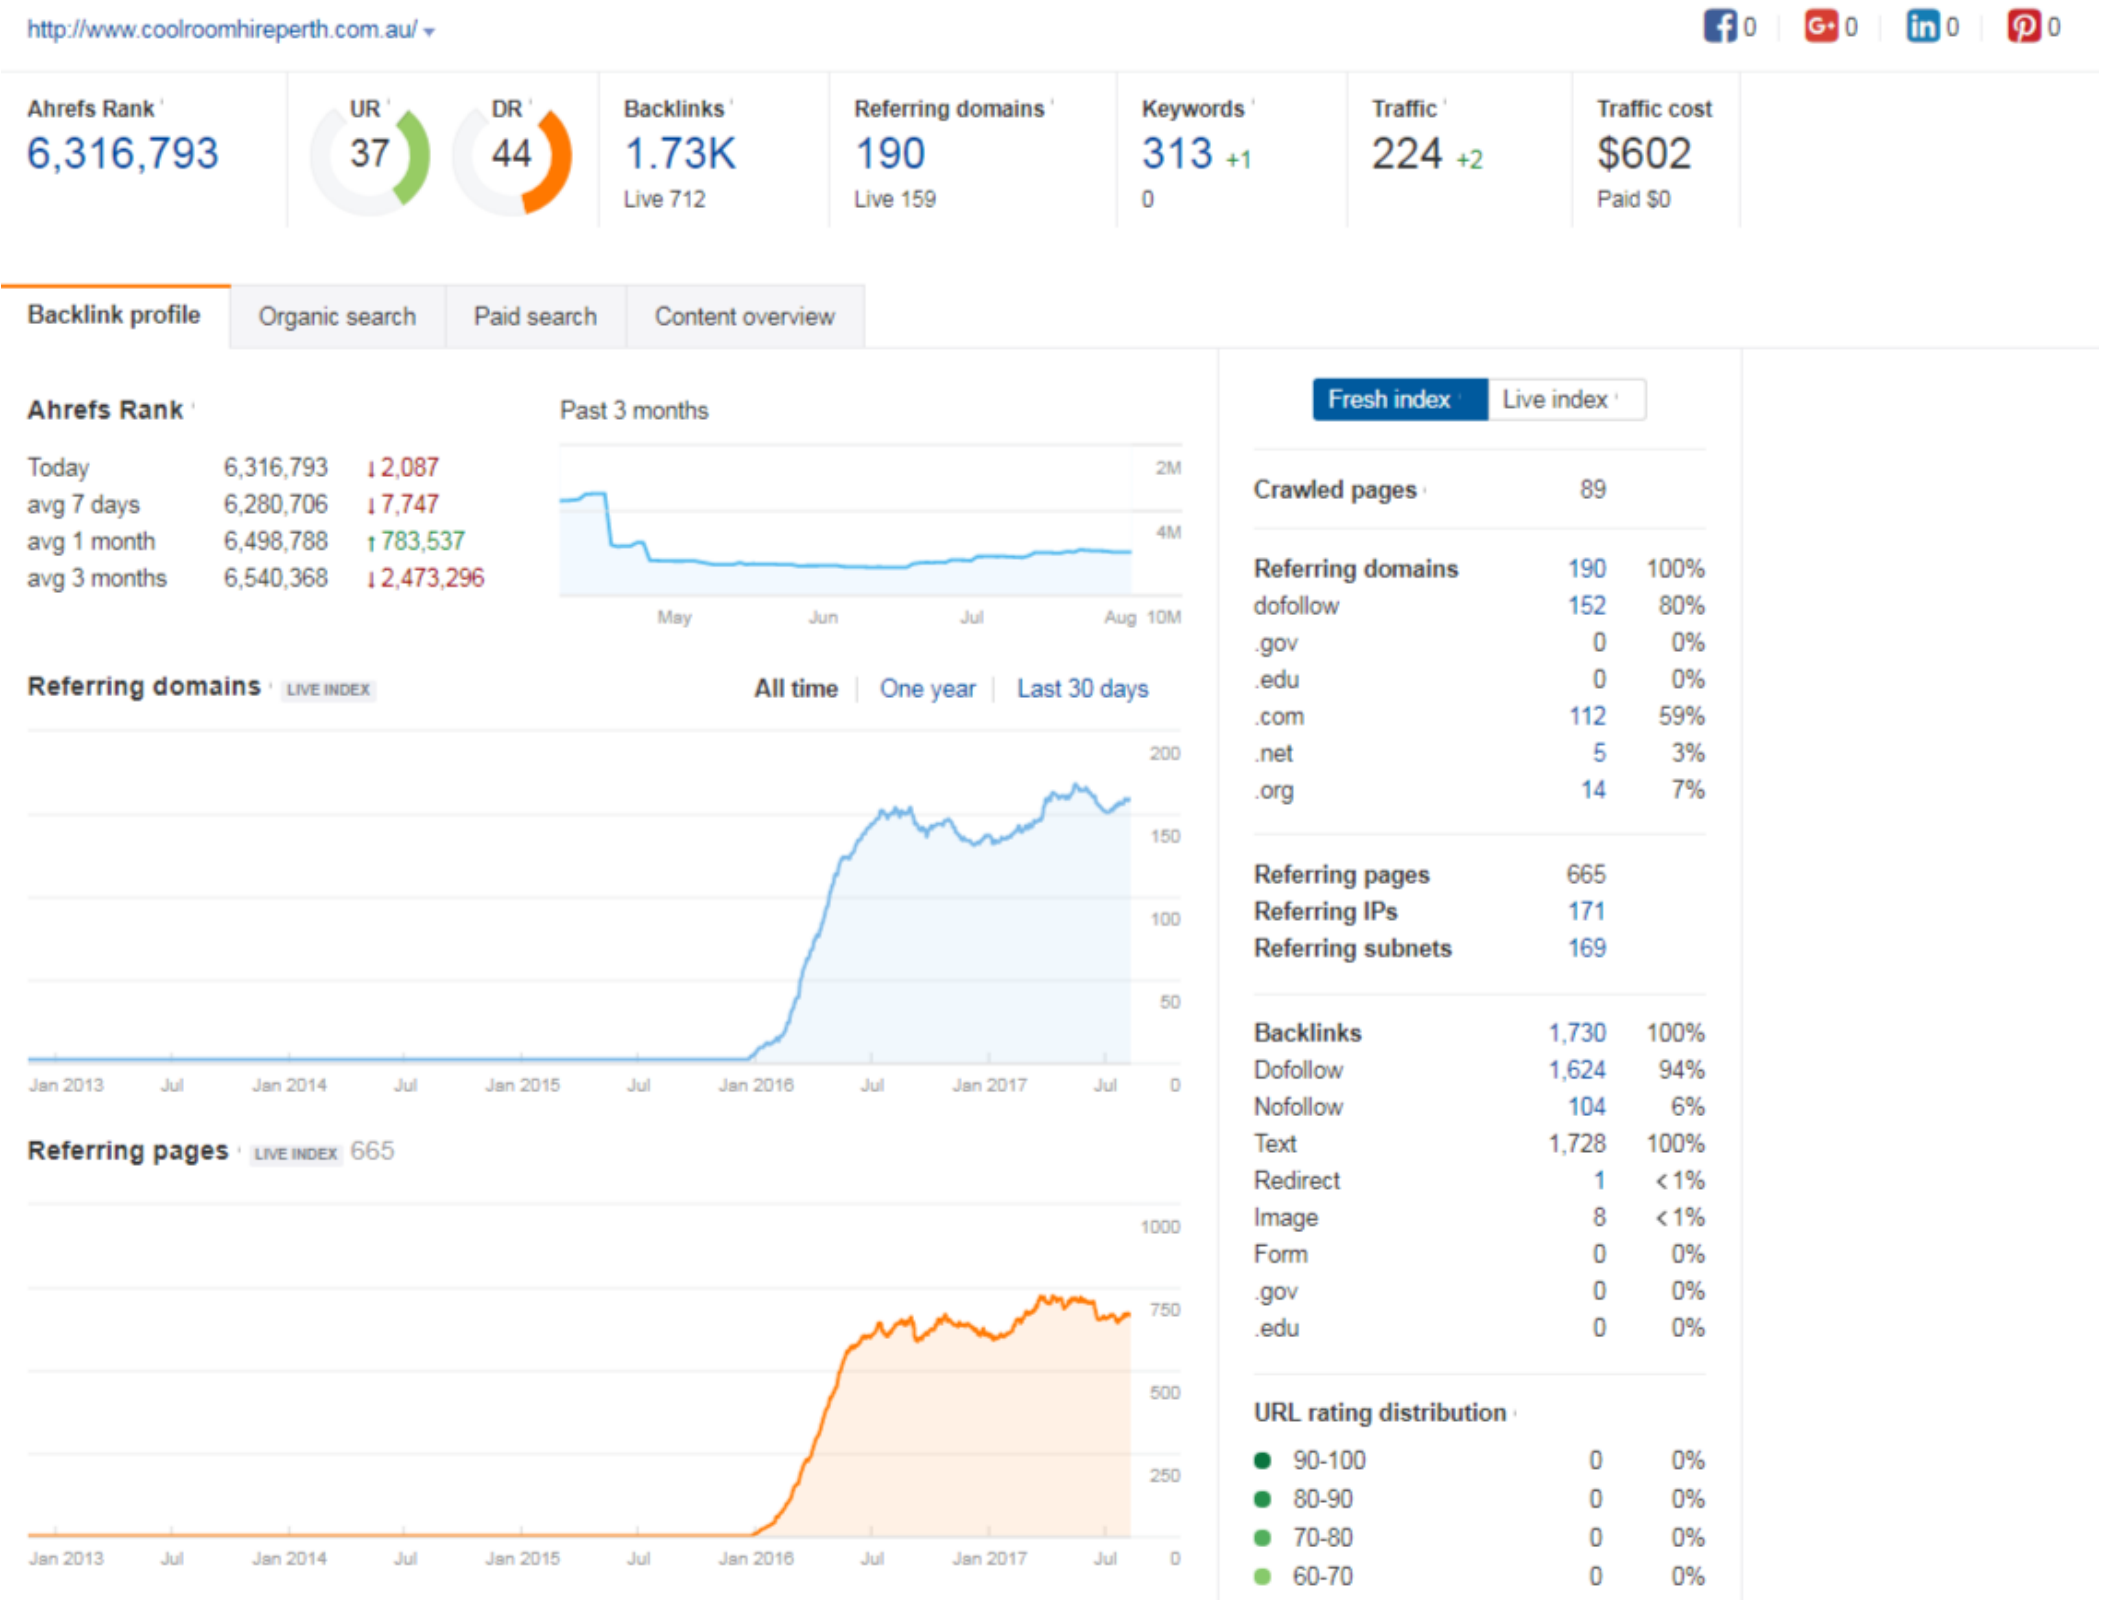 http://www.coolroomhireperth.com.au/
0 0 0 0
Ahrefs Rank UR DR Backlinks Referring domains Keywords Traffic Traffic cost
6,316,793 37 44 1.73K 190 313 +1 224 +2 $602
Live 712 Live 159 0 Paid $0
Backlink profile Organic search Paid search Content overview
Ahrefs Rank Past 3 months
Today 6,316,793 ↓2,087
avg 7 days 6,280,706 ↓7,747
avg 1 month 6,498,788 ↑783,537
avg 3 months 6,540,368 ↓2,473,296
2M
4M
May Jun Jul Aug 10M
Referring domains LIVE INDEX All time One year Last 30 days
200
150
100
50
Jan 2013 Jul Jan 2014 Jul Jan 2015 Jul Jan 2016 Jul Jan 2017 Jul 0
Referring pages LIVE INDEX 665
1000
750
500
250
Jan 2013 Jul Jan 2014 Jul Jan 2015 Jul Jan 2016 Jul Jan 2017 Jul 0
Fresh index Live index
Crawled pages 89
Referring domains 190 100%
dofollow 152 80%
.gov 0 0%
.edu 0 0%
.com 112 59%
.net 5 3%
.org 14 7%
Referring pages 665
Referring IPs 171
Referring subnets 169
Backlinks 1,730 100%
Dofollow 1,624 94%
Nofollow 104 6%
Text 1,728 100%
Redirect 1 <1%
Image 8 <1%
Form 0 0%
.gov 0 0%
.edu 0 0%
URL rating distribution
90-100 0 0%
80-90 0 0%
70-80 0 0%
60-70 0 0%